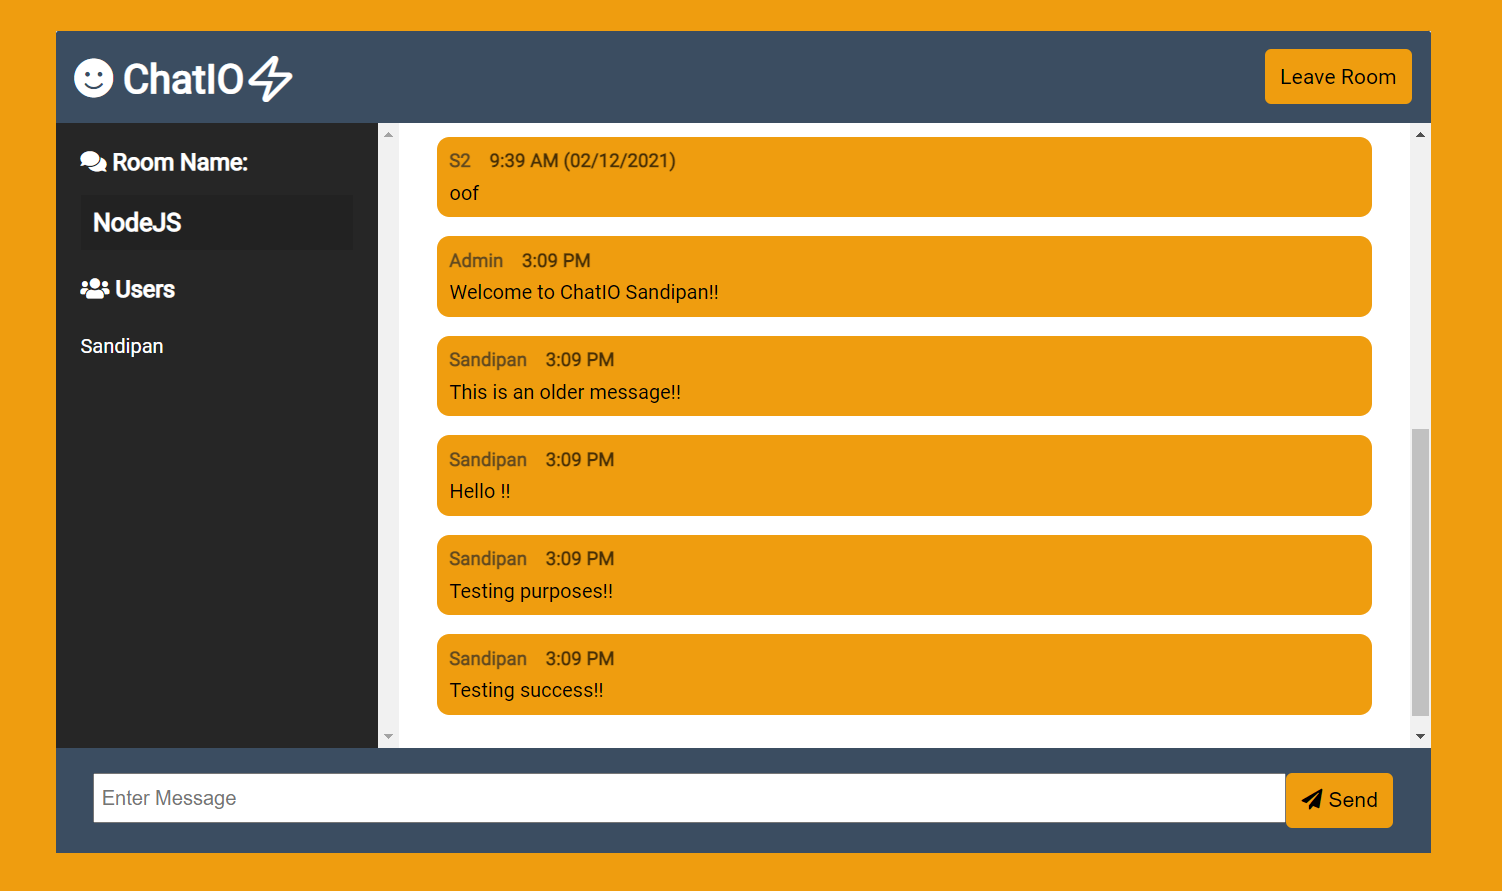 ChatIO
Leave Room
Room Name:
NodeJS
Users
Sandipan
S2 9:39 AM (02/12/2021)
oof
Admin 3:09 PM
Welcome to ChatIO Sandipan!!
Sandipan 3:09 PM
This is an older message!!
Sandipan 3:09 PM
Hello !!
Sandipan 3:09 PM
Testing purposes!!
Sandipan 3:09 PM
Testing success!!
Enter Message
Send